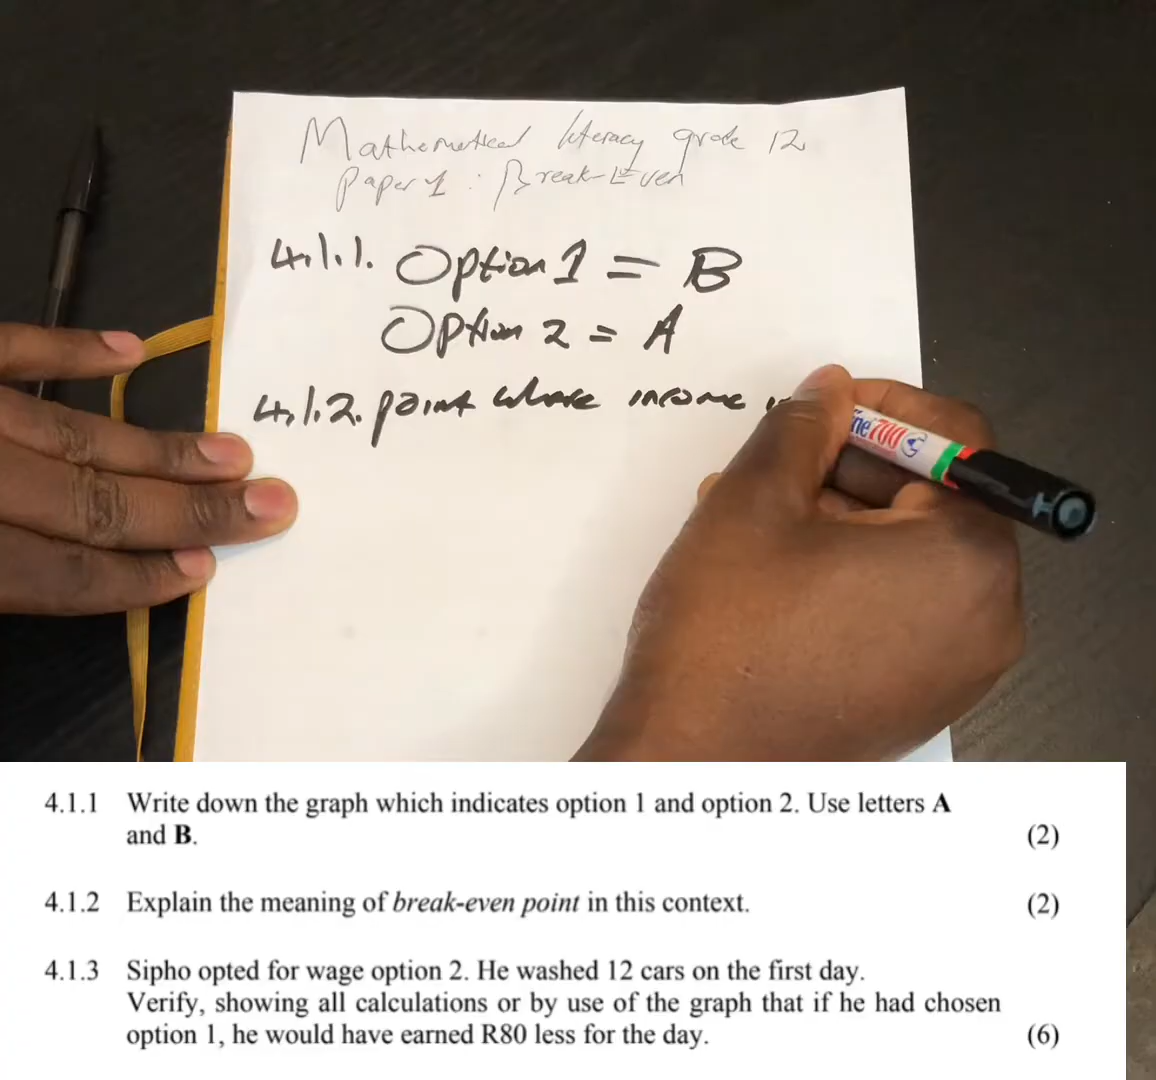 Mathematical literacy grade 12
Paper 1 : Break-Even
4.1.1. Option 1 = B
Option 2 = A
4.1.2. point where income
ne 700
4.1.1 Write down the graph which indicates option 1 and option 2. Use letters A
and B. (2)
4.1.2 Explain the meaning of break-even point in this context. (2)
4.1.3 Sipho opted for wage option 2. He washed 12 cars on the first day.
Verify, showing all calculations or by use of the graph that if he had chosen
option 1, he would have earned R80 less for the day. (6)